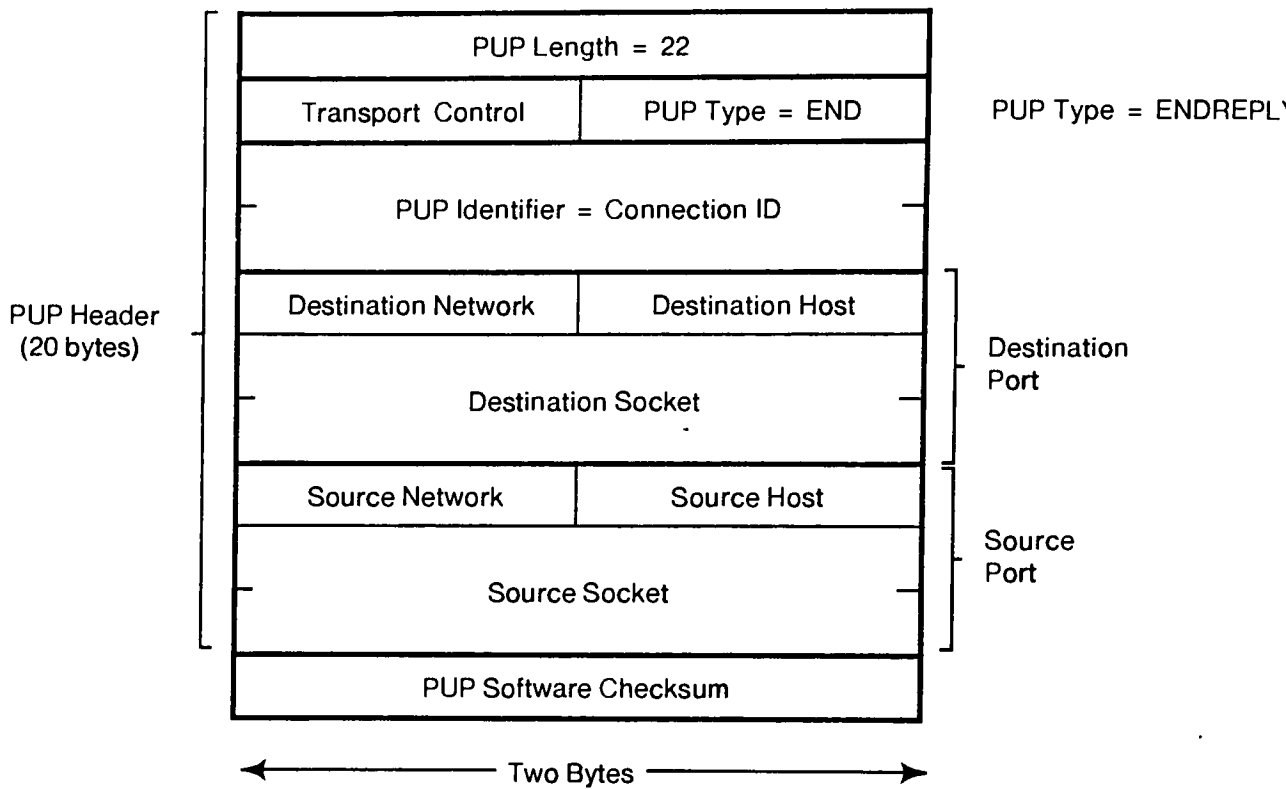 PUP Length = 22
Transport Control
PUP Type = END
PUP Type = ENDREPLY
PUP Identifier = Connection ID
Destination Network
Destination Host
PUP Header
(20 bytes)
Destination
Port
Destination Socket
Source Network
Source Host
Source
Port
Source Socket
PUP Software Checksum
Two Bytes